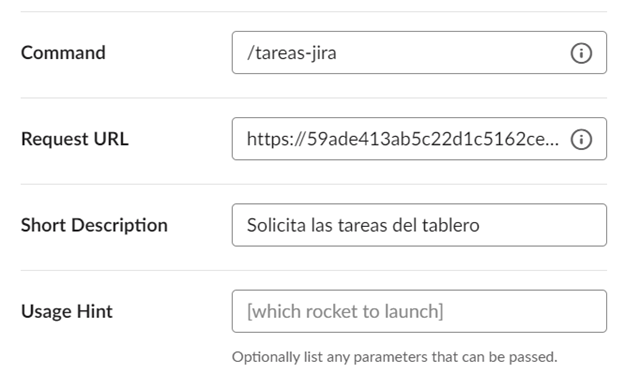 Command
/tareas-jira
Request URL
https://59ade413ab5c22d1c5162ce...
Short Description
Solicita las tareas del tablero
Usage Hint
[which rocket to launch]
Optionally list any parameters that can be passed.